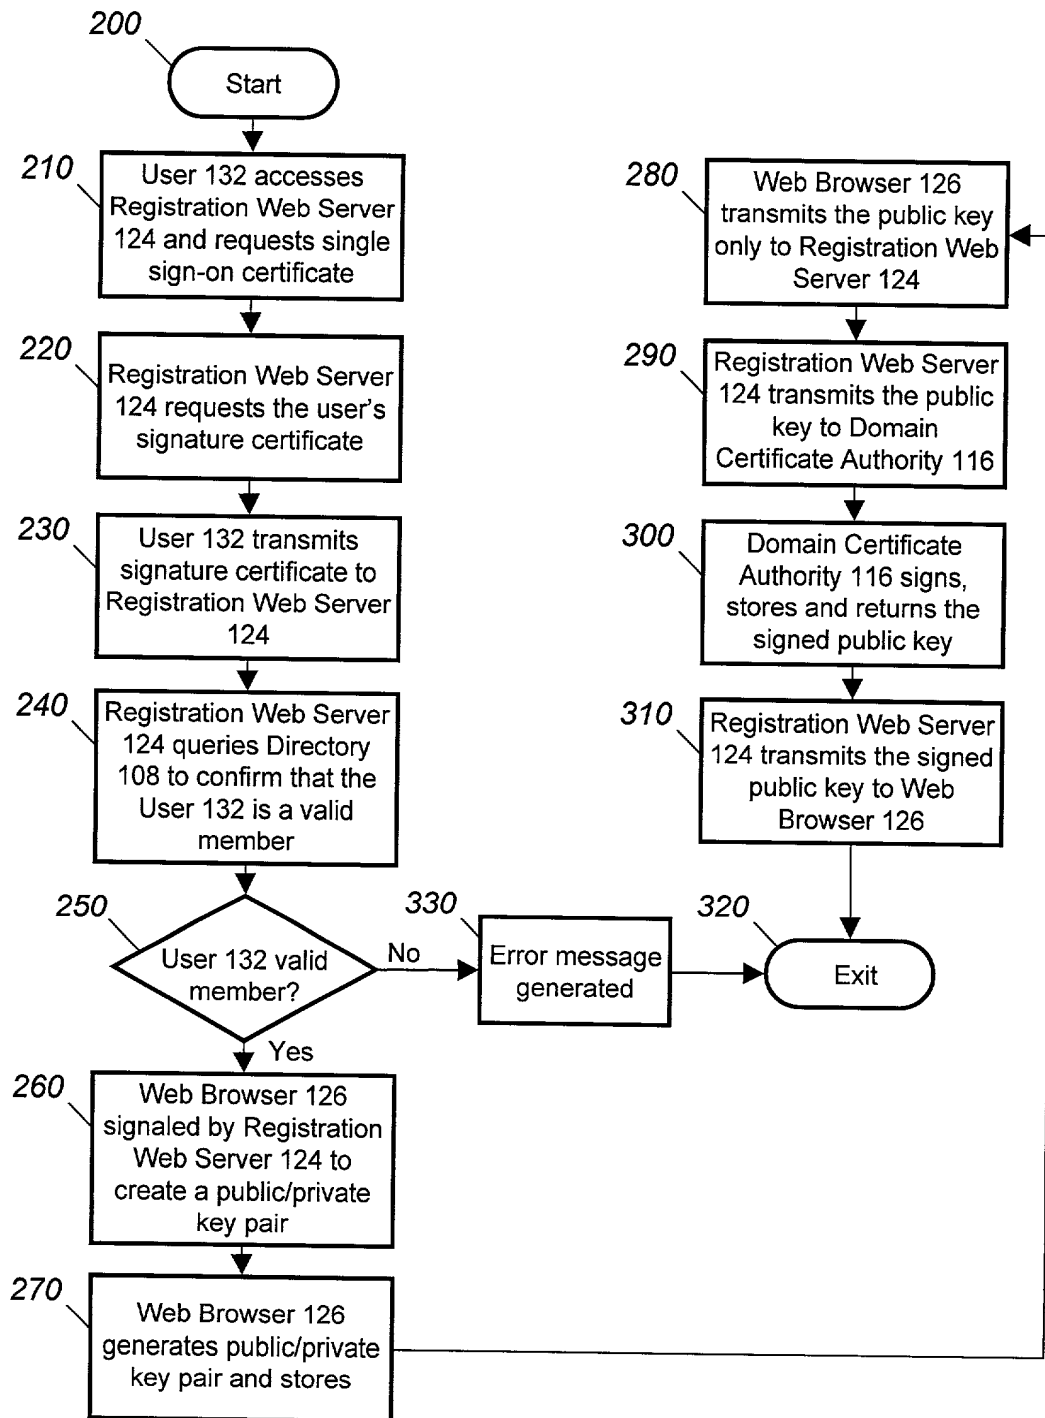 200
Start
210
User 132 accesses
Registration Web Server
124 and requests single
sign-on certificate
220
Registration Web Server
124 requests the user's
signature certificate
230
User 132 transmits
signature certificate to
Registration Web Server
124
240
Registration Web Server
124 queries Directory
108 to confirm that the
User 132 is a valid
member
250
User 132 valid
member?
No
330
Error message
generated
320
Exit
Yes
260
Web Browser 126
signaled by Registration
Web Server 124 to
create a public/private
key pair
270
Web Browser 126
generates public/private
key pair and stores
280
Web Browser 126
transmits the public key
only to Registration Web
Server 124
290
Registration Web Server
124 transmits the public
key to Domain
Certificate Authority 116
300
Domain Certificate
Authority 116 signs,
stores and returns the
signed public key
310
Registration Web Server
124 transmits the signed
public key to Web
Browser 126